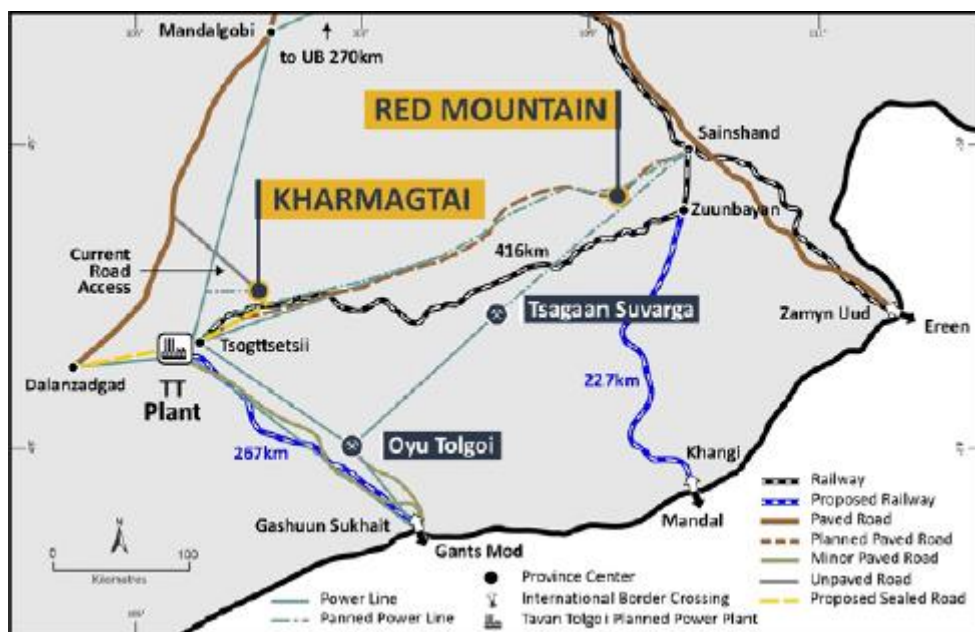 Mandalgobi
to UB 270km
RED MOUNTAIN
Sainshand
KHARMAGTAI
Zuunbayan
Current
Road
Access
416km
Tsagaan Suvarga
Zamyn Uud
Ereen
Tsogttsetsii
Dalanzadgad
TT
Plant
227km
267km
Oyu Tolgoi
Khangi
Gashuun Sukhait
Mandal
Gants Mod
N
0 100
Kilometres
Railway
Proposed Railway
Paved Road
Planned Paved Road
Minor Paved Road
Unpaved Road
Proposed Sealed Road
Province Center
International Border Crossing
Tavan Tolgoi Planned Power Plant
Power Line
Panned Power Line